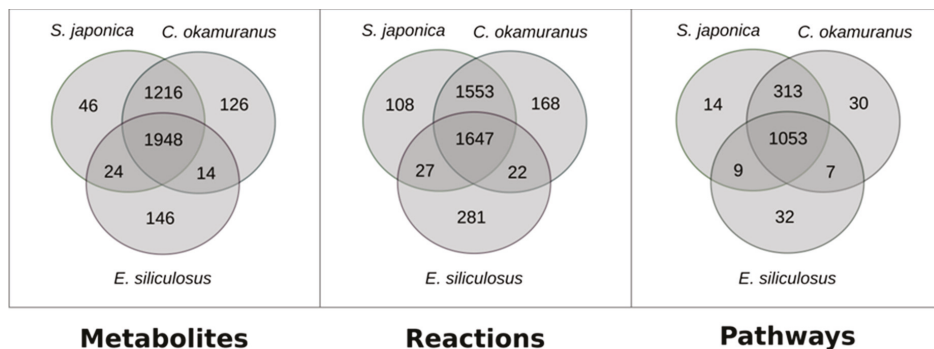 S. japonica C. okamuranus
46 1216 126
1948
24 14
146
E. siliculosus
Metabolites
S. japonica C. okamuranus
108 1553 168
1647
27 22
281
E. siliculosus
Reactions
S. japonica C. okamuranus
14 313 30
1053
9 7
32
E. siliculosus
Pathways